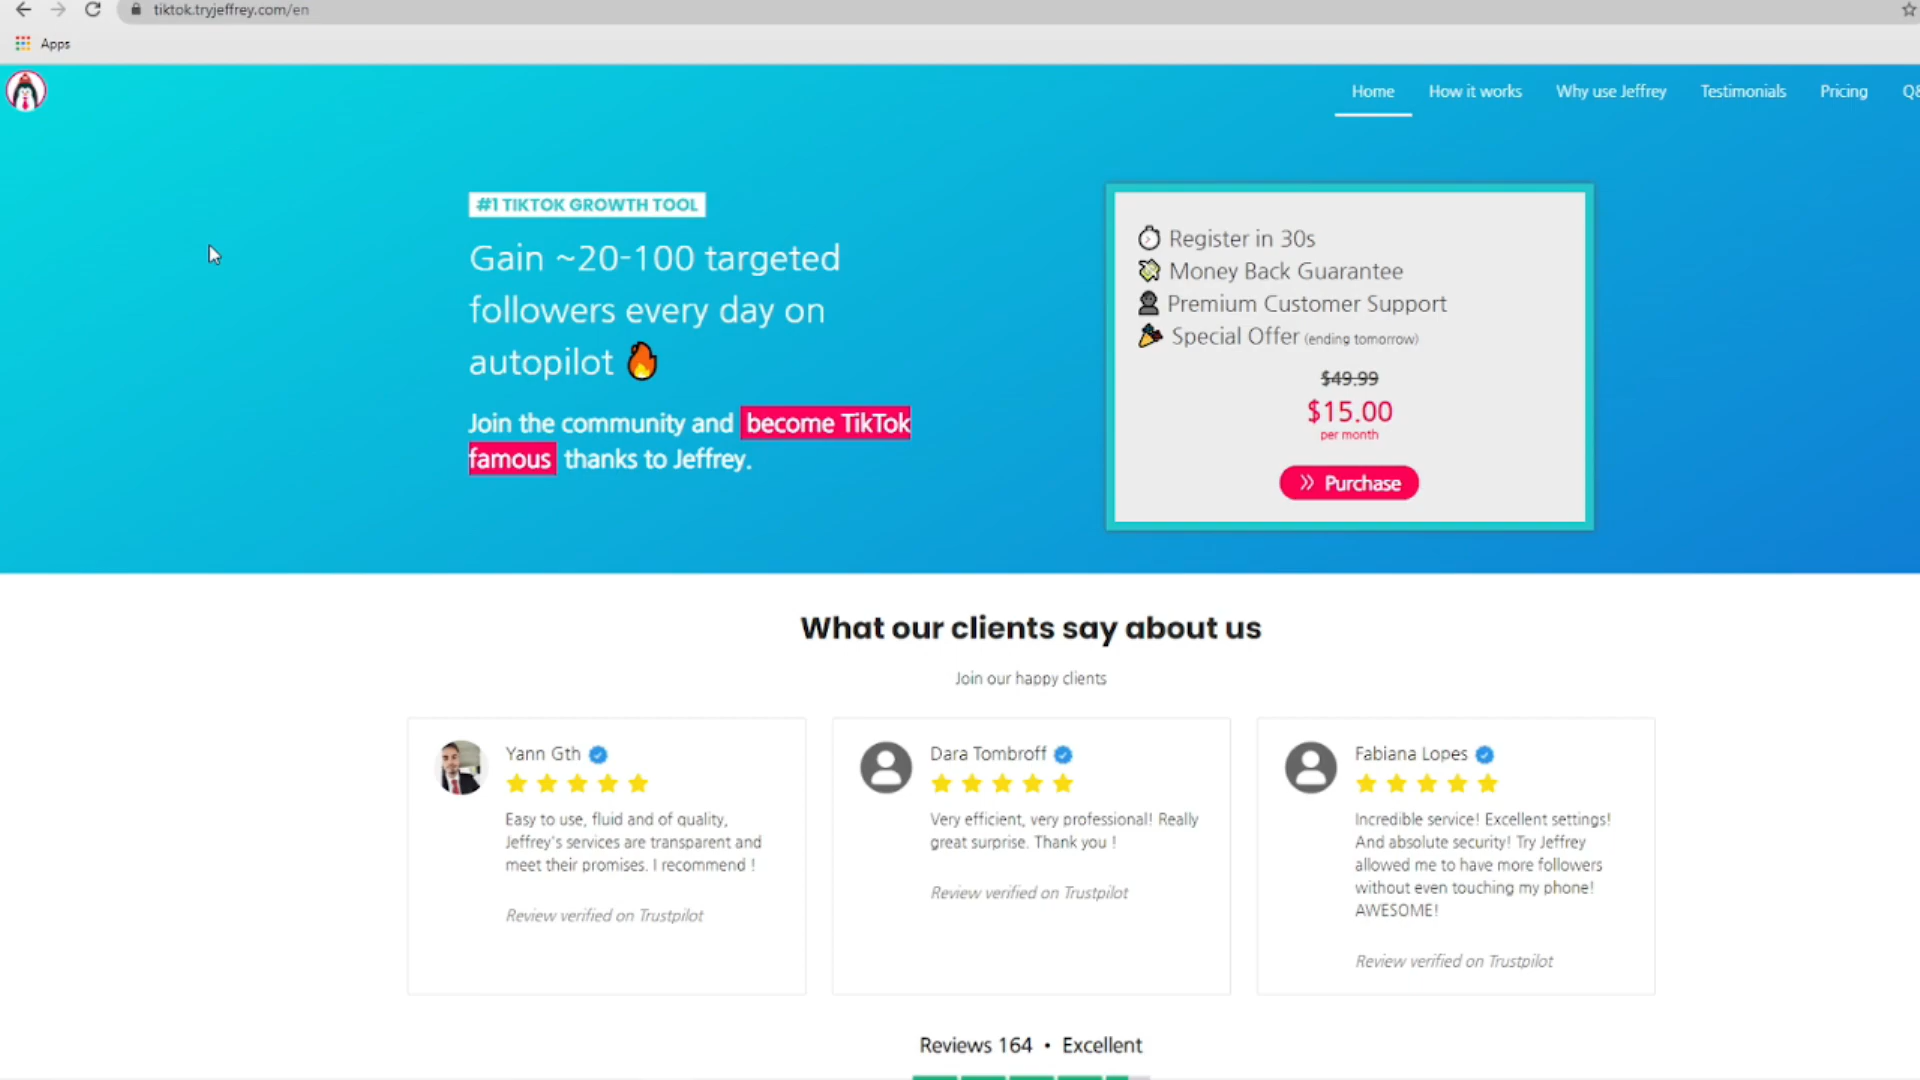 tiktok.tryjeffrey.com/en
Apps
Home How it works Why use Jeffrey Testimonials Pricing Q&
#1 TIKTOK GROWTH TOOL
Gain ~20-100 targeted
followers every day on
autopilot
Join the community and become TikTok
famous thanks to Jeffrey.
Register in 30s
Money Back Guarantee
Premium Customer Support
Special Offer (ending tomorrow)
$49.99
$15.00
per month
Purchase
What our clients say about us
Join our happy clients
Yann Gth
Easy to use, fluid and of quality,
Jeffrey's services are transparent and
meet their promises. I recommend !
Review verified on Trustpilot
Dara Tombroff
Very efficient, very professional! Really
great surprise. Thank you !
Review verified on Trustpilot
Fabiana Lopes
Incredible service! Excellent settings!
And absolute security! Try Jeffrey
allowed me to have more followers
without even touching my phone!
AWESOME!
Review verified on Trustpilot
Reviews 164 • Excellent